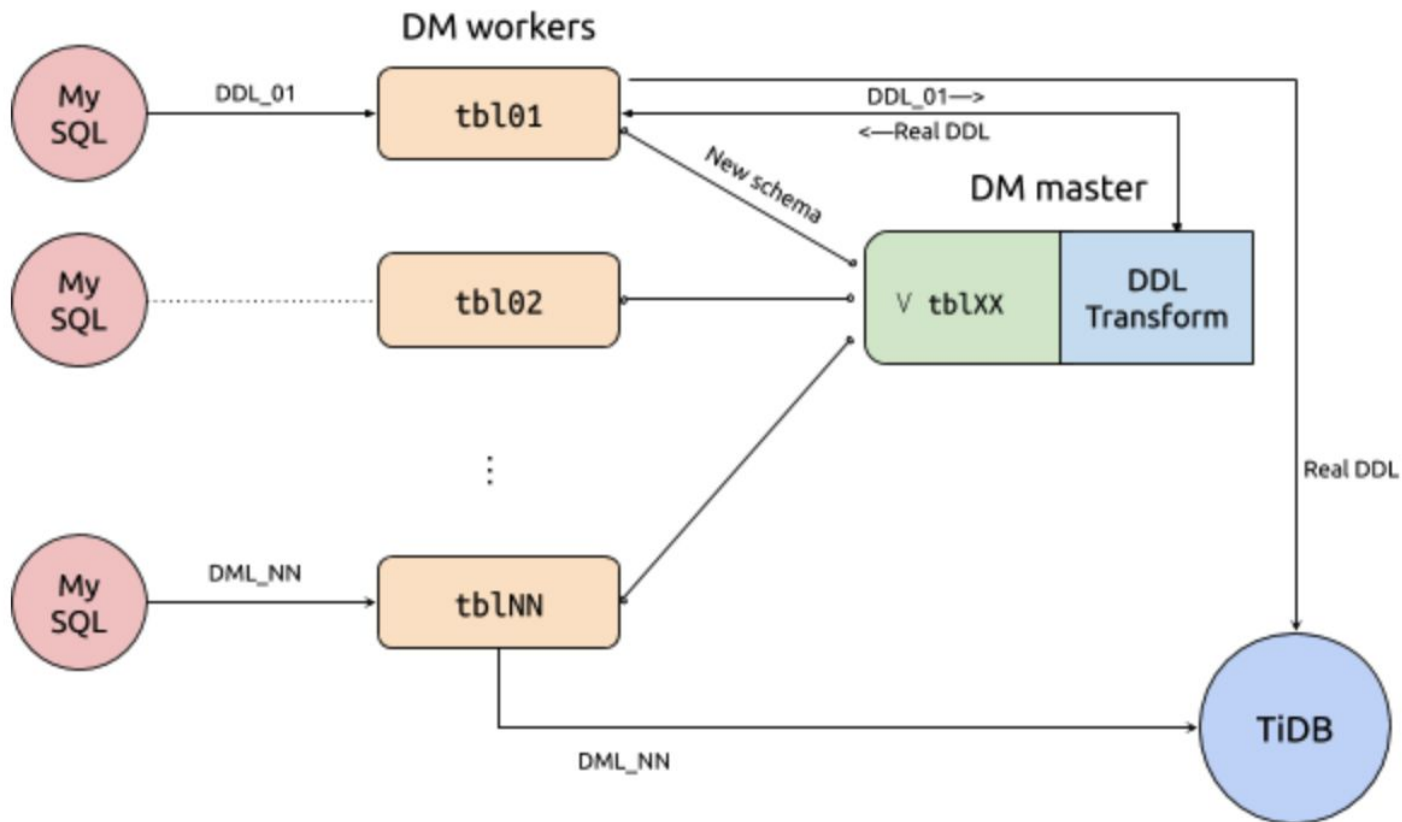 DM workers
My
SQL
DDL_01
tbl01
DDL_01—>
<—Real DDL
New schema
DM master
My
SQL
tbl02
V tblXX
DDL
Transform
⋮
Real DDL
My
SQL
DML_NN
tblNN
TiDB
DML_NN